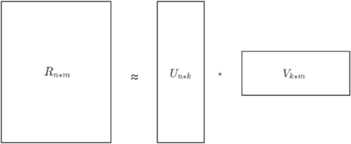 R_{n*m} ≈ U_{n*k} * V_{k*m}